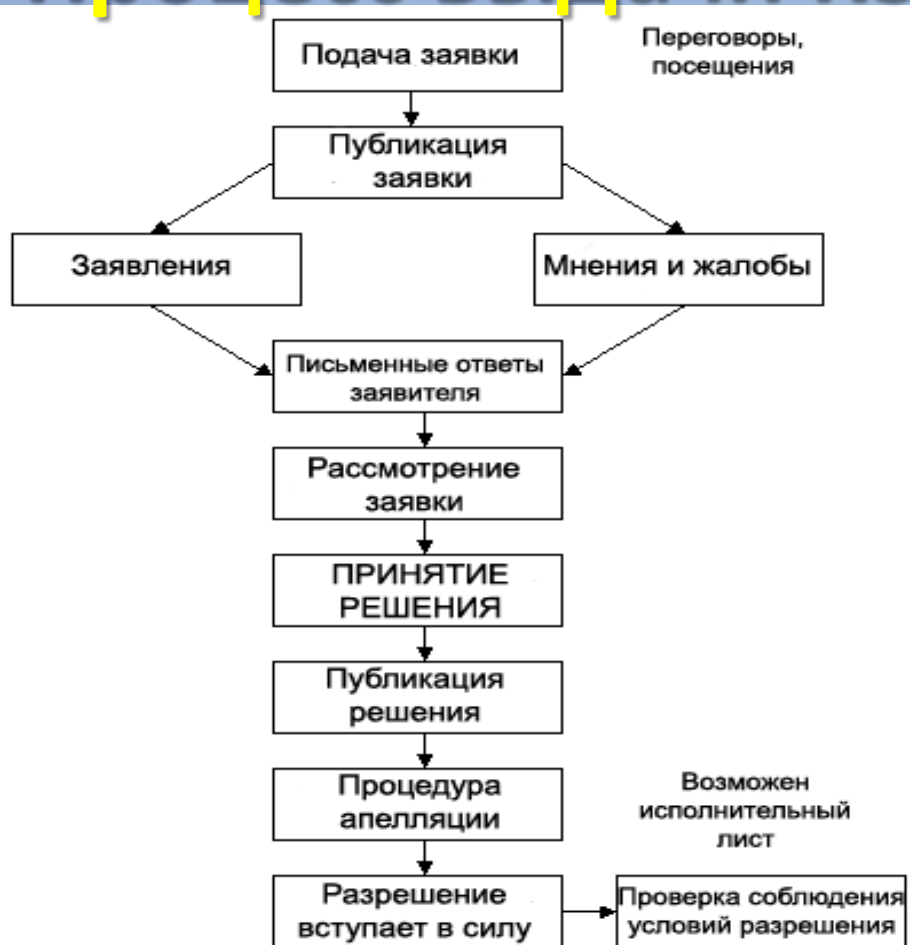 Подача заявки
Переговоры,
посещения
Публикация
заявки
Заявления
Мнения и жалобы
Письменные ответы
заявителя
Рассмотрение
заявки
ПРИНЯТИЕ
РЕШЕНИЯ
Публикация
решения
Процедура
апелляции
Возможен
исполнительный
лист
Разрешение
вступает в силу
Проверка соблюдения
условий разрешения